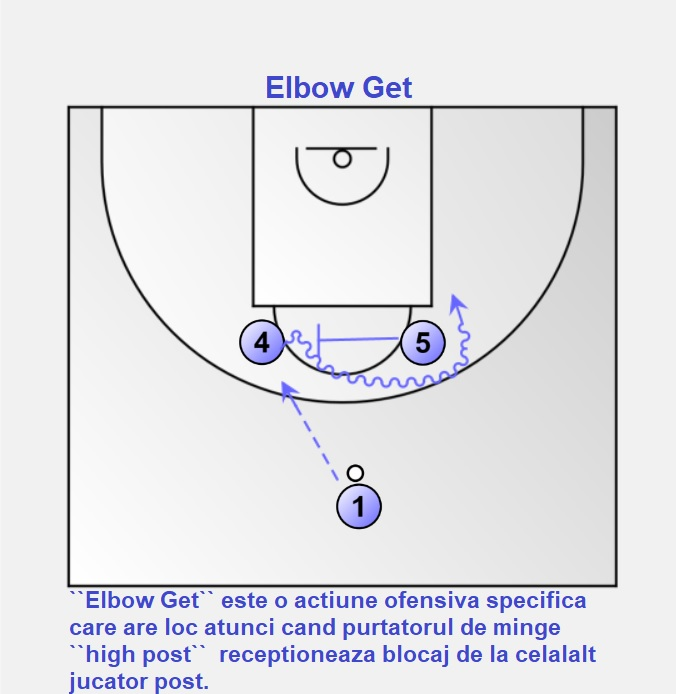 Elbow Get
4
5
1
``Elbow Get`` este o actiune ofensiva specifica
care are loc atunci cand purtatorul de minge
``high post``  receptioneaza blocaj de la celalalt
jucator post.